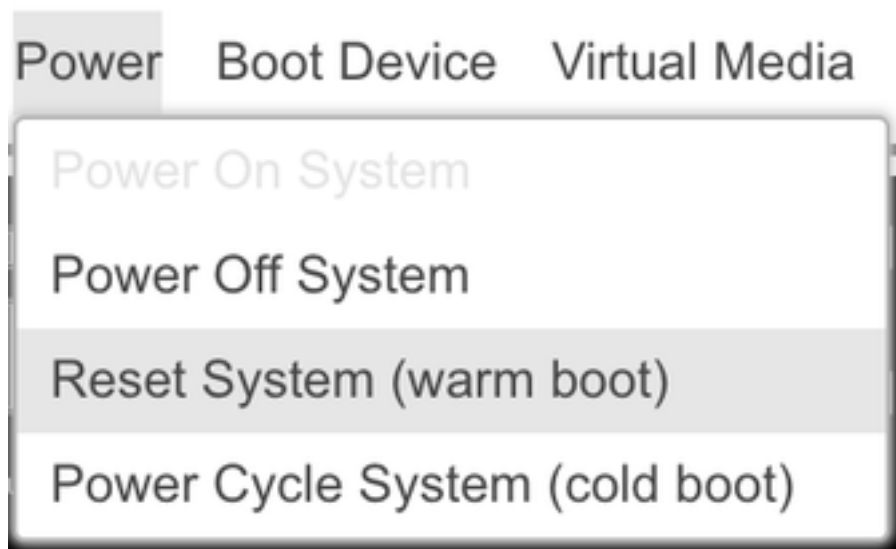 Power Boot Device Virtual Media
Power On System
Power Off System
Reset System (warm boot)
Power Cycle System (cold boot)